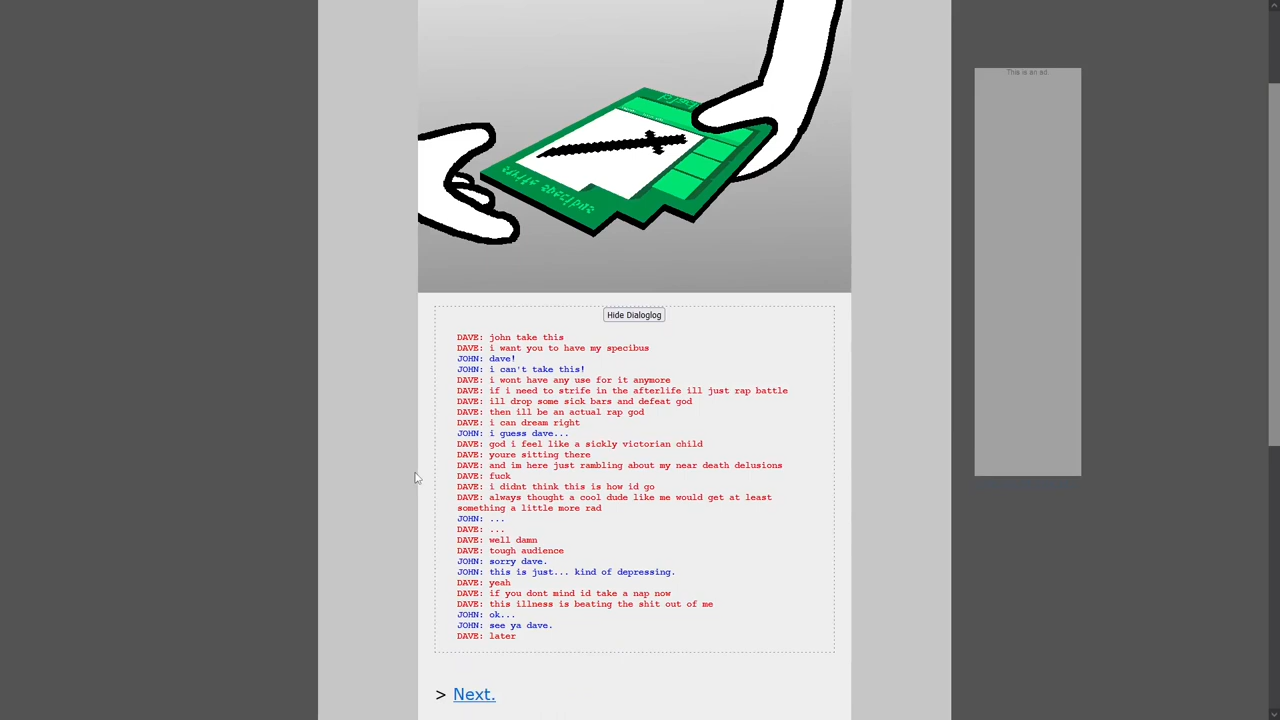 This is an ad.
strife specibus
Hide Dialoglog
DAVE: john take this
DAVE: i want you to have my specibus
JOHN: dave!
JOHN: i can't take this!
DAVE: i wont have any use for it anymore
DAVE: if i need to strife in the afterlife ill just rap battle
DAVE: ill drop some sick bars and defeat god
DAVE: then ill be an actual rap god
DAVE: i can dream right
JOHN: i guess dave...
DAVE: god i feel like a sickly victorian child
DAVE: youre sitting there
DAVE: and im here just rambling about my near death delusions
DAVE: fuck
DAVE: i didnt think this is how id go
DAVE: always thought a cool dude like me would get at least
something a little more rad
JOHN: ...
DAVE: ...
DAVE: well damn
DAVE: tough audience
JOHN: sorry dave.
JOHN: this is just... kind of depressing.
DAVE: yeah
DAVE: if you dont mind id take a nap now
DAVE: this illness is beating the shit out of me
JOHN: ok...
JOHN: see ya dave.
DAVE: later
> Next.